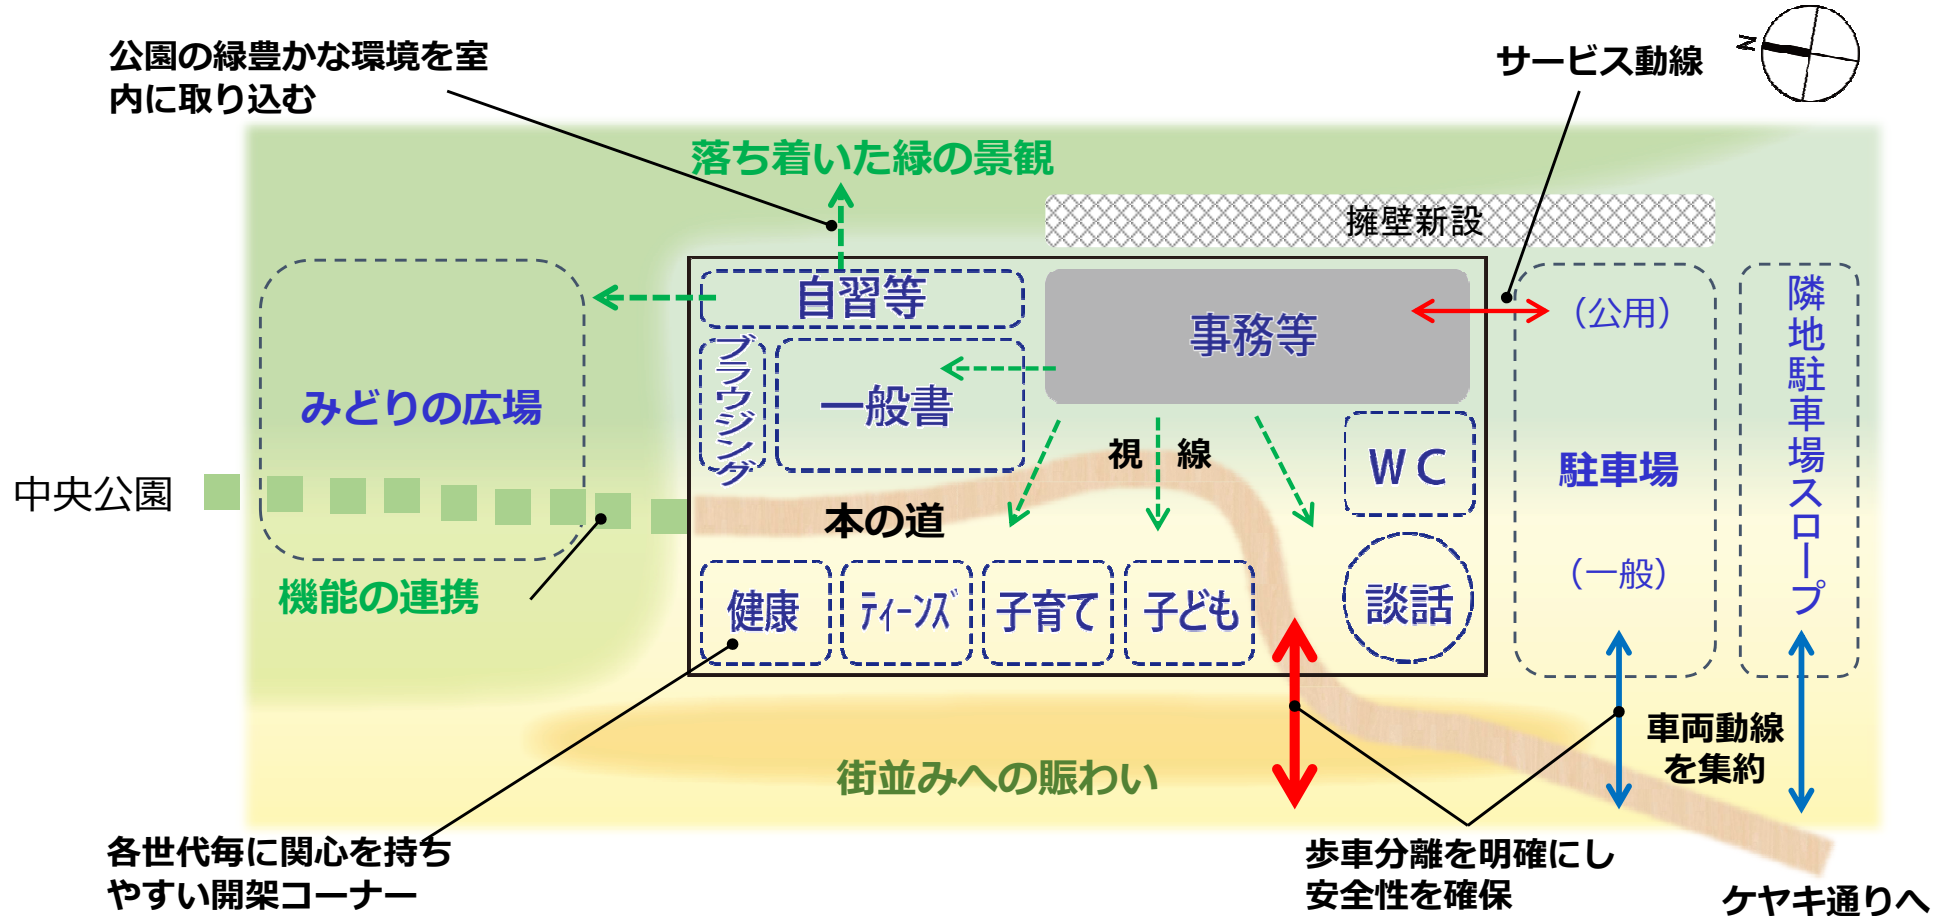 公園の緑豊かな環境を室
内に取り込む
サービス動線
N
落ち着いた緑の景観
擁壁新設
自習等
事務等
（公用）
隣地駐車場スロープ
ブラウジング
一般書
みどりの広場
視 線
WC
駐車場
中央公園
本の道
（一般）
機能の連携
健康
ティーンズ
子育て
子ども
談話
車両動線
を集約
街並みへの賑わい
各世代毎に関心を持ち
やすい開架コーナー
歩車分離を明確にし
安全性を確保
ケヤキ通りへ